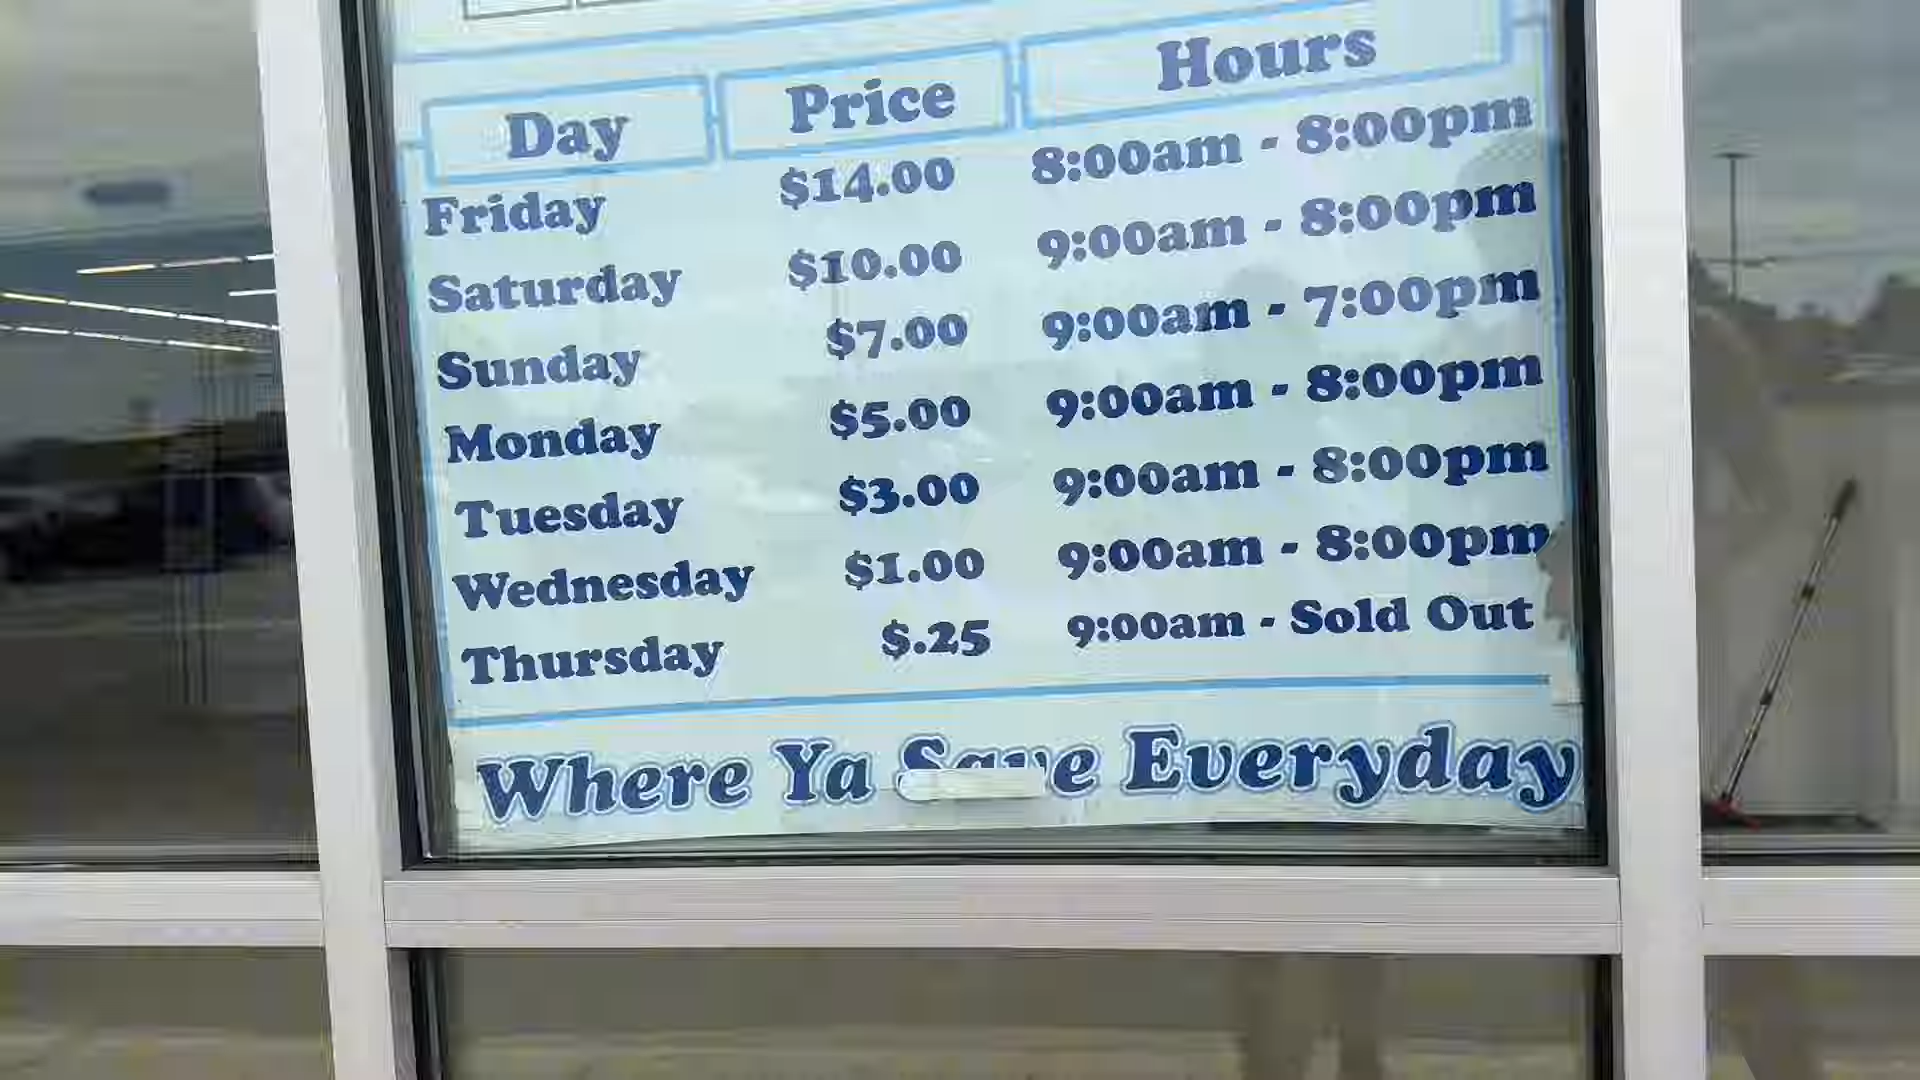 Day Price Hours
Friday $14.00 8:00am - 8:00pm
Saturday $10.00 9:00am - 8:00pm
Sunday $7.00 9:00am - 7:00pm
Monday $5.00 9:00am - 8:00pm
Tuesday $3.00 9:00am - 8:00pm
Wednesday $1.00 9:00am - 8:00pm
Thursday $.25 9:00am - Sold Out
Where Ya Save Everyday